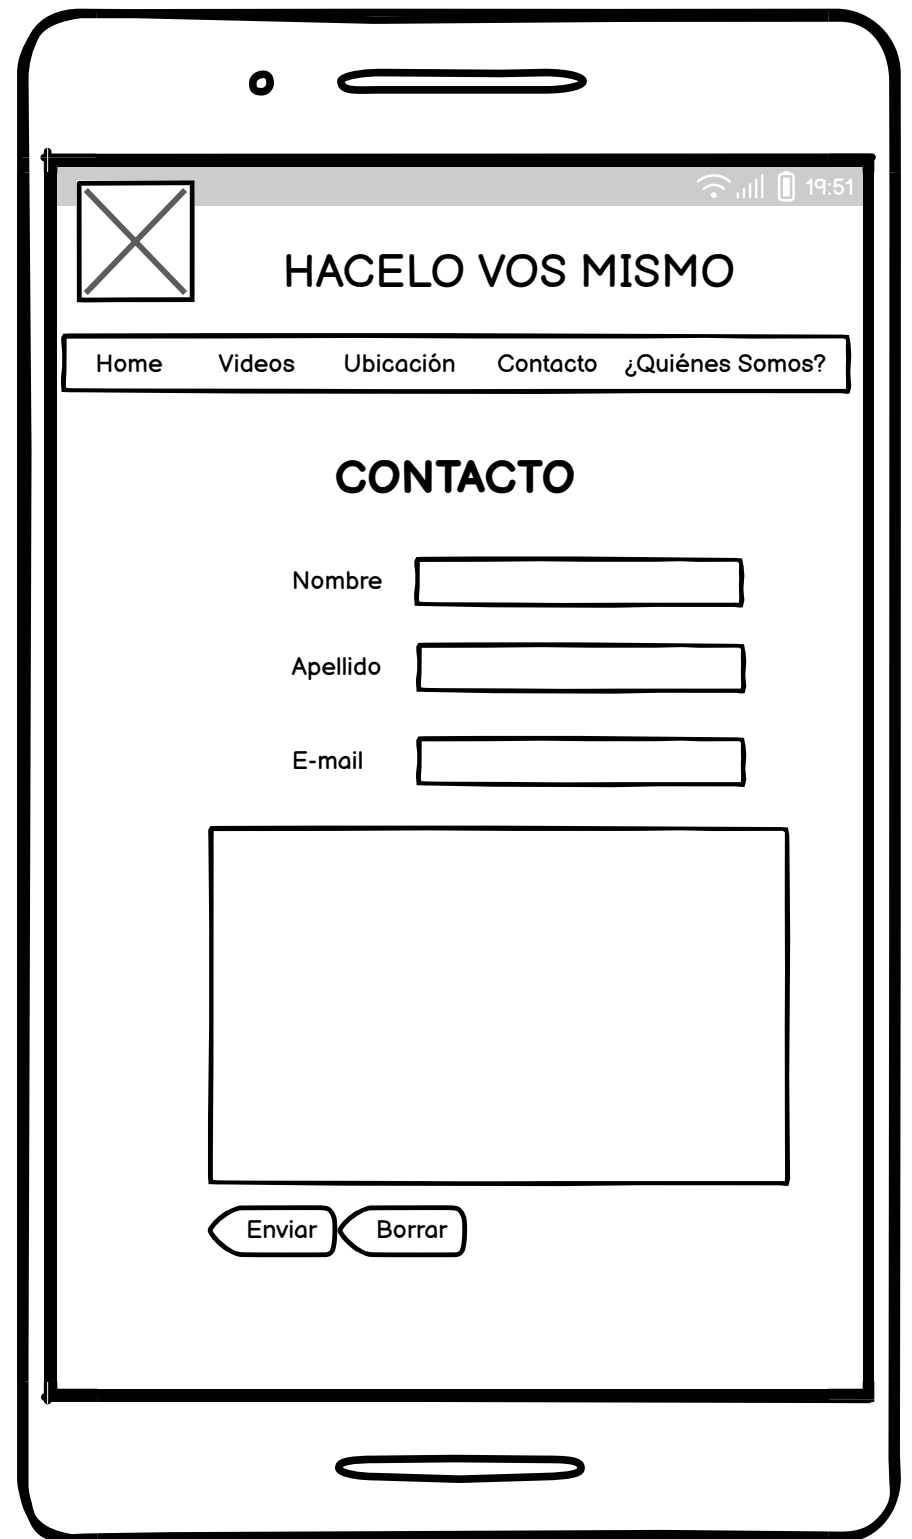 19:51
HACELO VOS MISMO
Home Videos Ubicación Contacto ¿Quiénes Somos?
CONTACTO
Nombre
Apellido
E-mail
Enviar Borrar